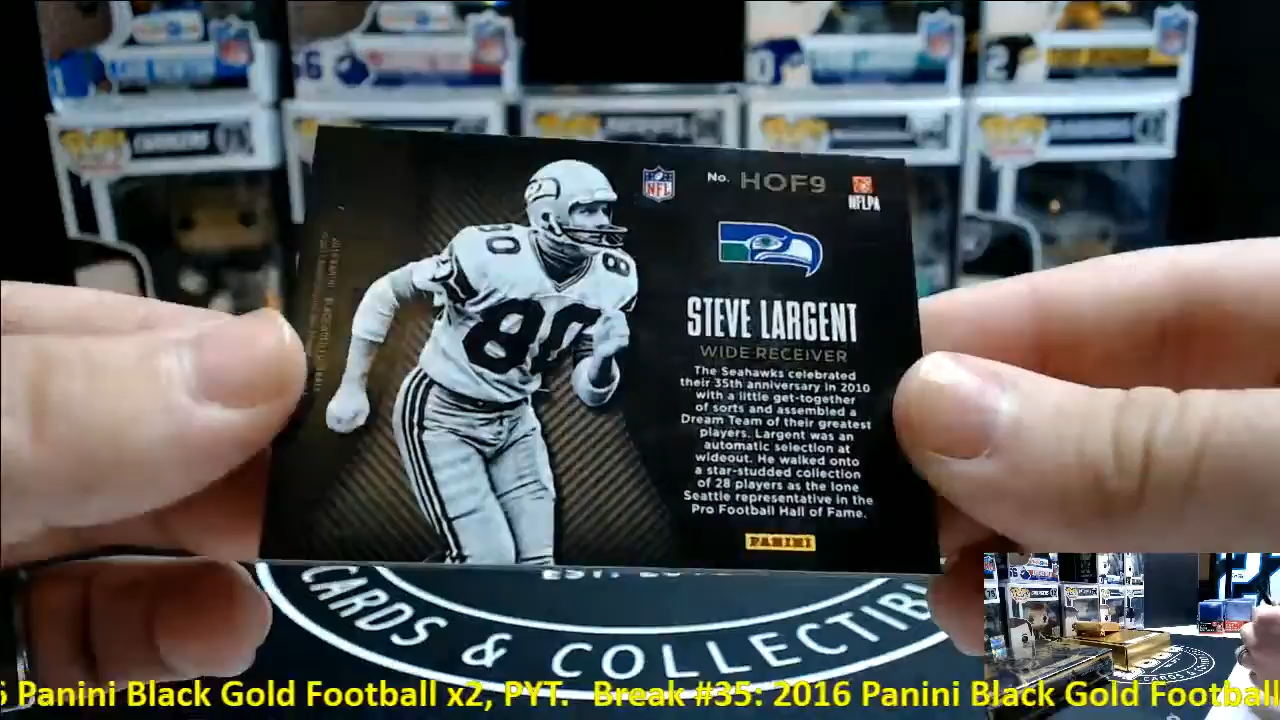 No. HOF9
NFL
NFLPA
80
8
80
STEVE LARGENT
WIDE RECEIVER
The Seahawks celebrated
their 35th anniversary in 2010
with a little get-together
of sorts and assembled a
Dream Team of their greatest
players. Largent was an
automatic selection at
wideout. He walked onto
a star-studded collection
of 28 players as the lone
Seattle representative in the
Pro Football Hall of Fame.
PANINI
EST.
CARDS & COLLECTIB
Panini Black Gold Football x2, PYT. Break #35: 2016 Panini Black Gold Football